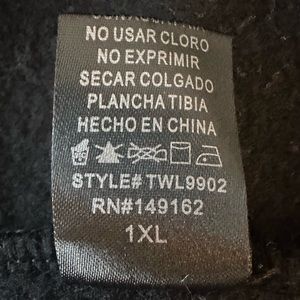 NO USAR CLORO
NO EXPRIMIR
SECAR COLGADO
PLANCHA TIBIA
HECHO EN CHINA
STYLE# TWL9902
RN#149162
1XL